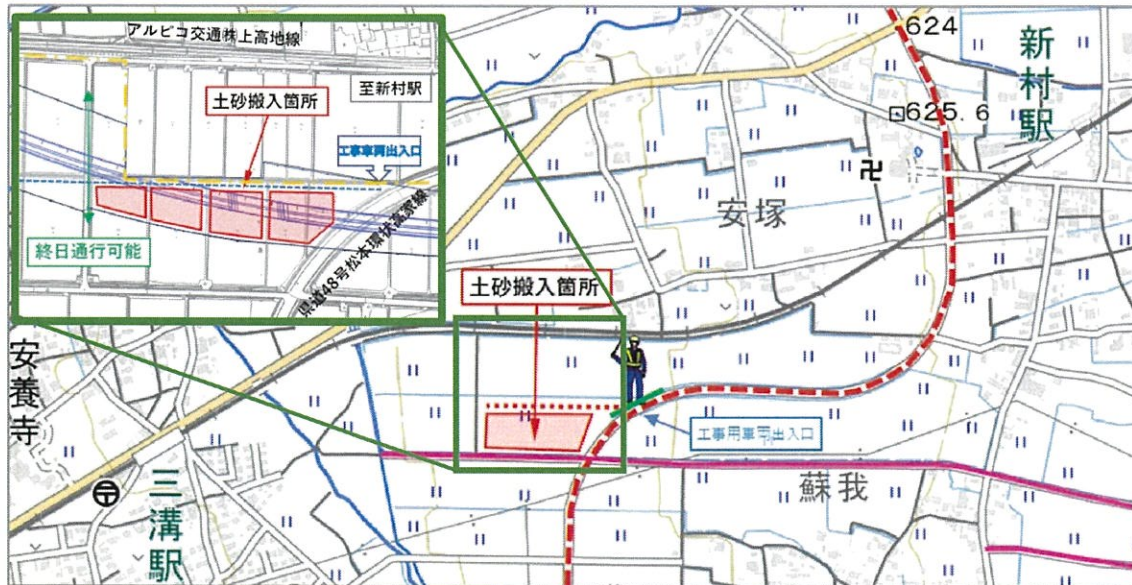 アルピコ交通㈱上高地線
至新村駅
土砂搬入箇所
工事車両出入口
終日通行可能
県道48号松本環状高家線
624
新村駅
625.6
安塚
土砂搬入箇所
工事用車両出入口
安養寺
三溝駅
蘇我